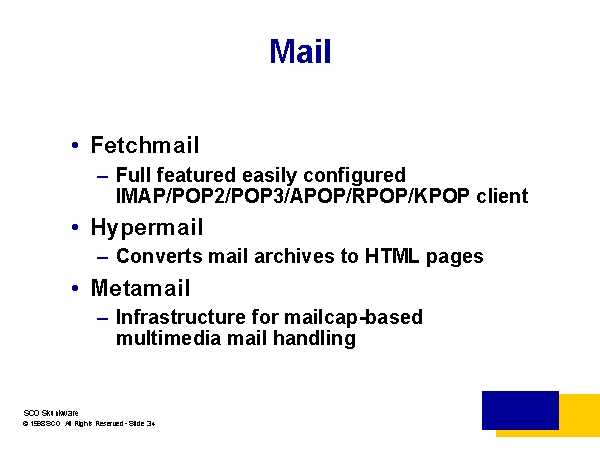 Mail
• Fetchmail
– Full featured easily configured
IMAP/POP2/POP3/APOP/RPOP/KPOP client
• Hypermail
– Converts mail archives to HTML pages
• Metamail
– Infrastructure for mailcap-based
multimedia mail handling
SCO Skunkware
© 1998 SCO All Rights Reserved - Slide 34